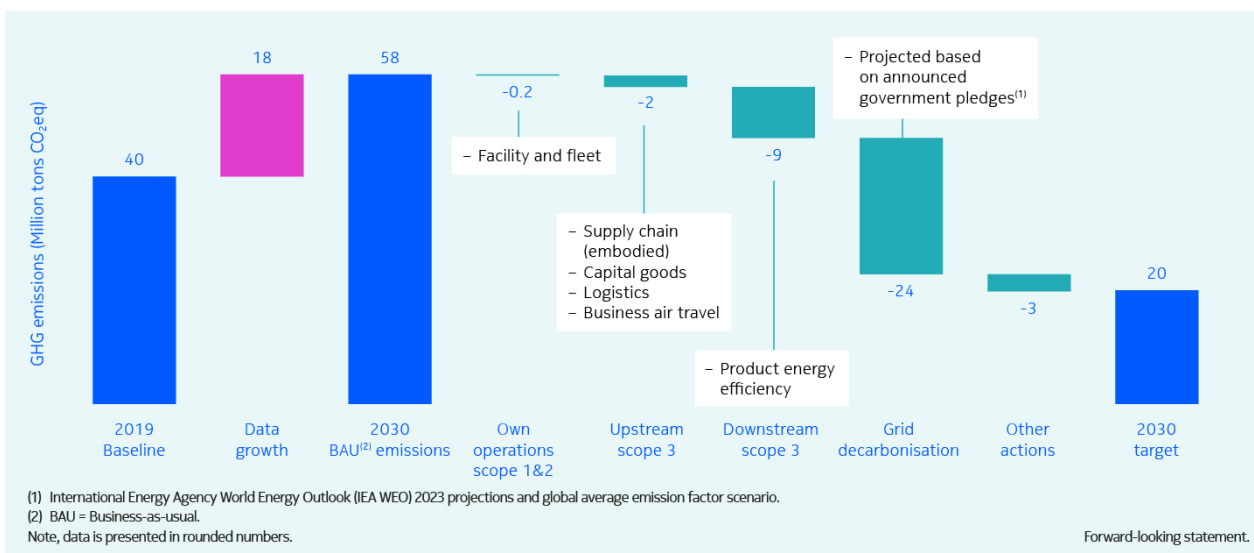 GHG emissions (Million tons CO₂eq)
40
18
58
-0.2
– Facility and fleet
-2
– Supply chain
(embodied)
– Capital goods
– Logistics
– Business air travel
-9
– Product energy
efficiency
– Projected based
on announced
government pledges⁽¹⁾
-24
-3
20
2019
Baseline
Data
growth
2030
BAU⁽²⁾ emissions
Own
operations
scope 1&2
Upstream
scope 3
Downstream
scope 3
Grid
decarbonisation
Other
actions
2030
target
(1) International Energy Agency World Energy Outlook (IEA WEO) 2023 projections and global average emission factor scenario.
(2) BAU = Business-as-usual.
Note, data is presented in rounded numbers.
Forward-looking statement.